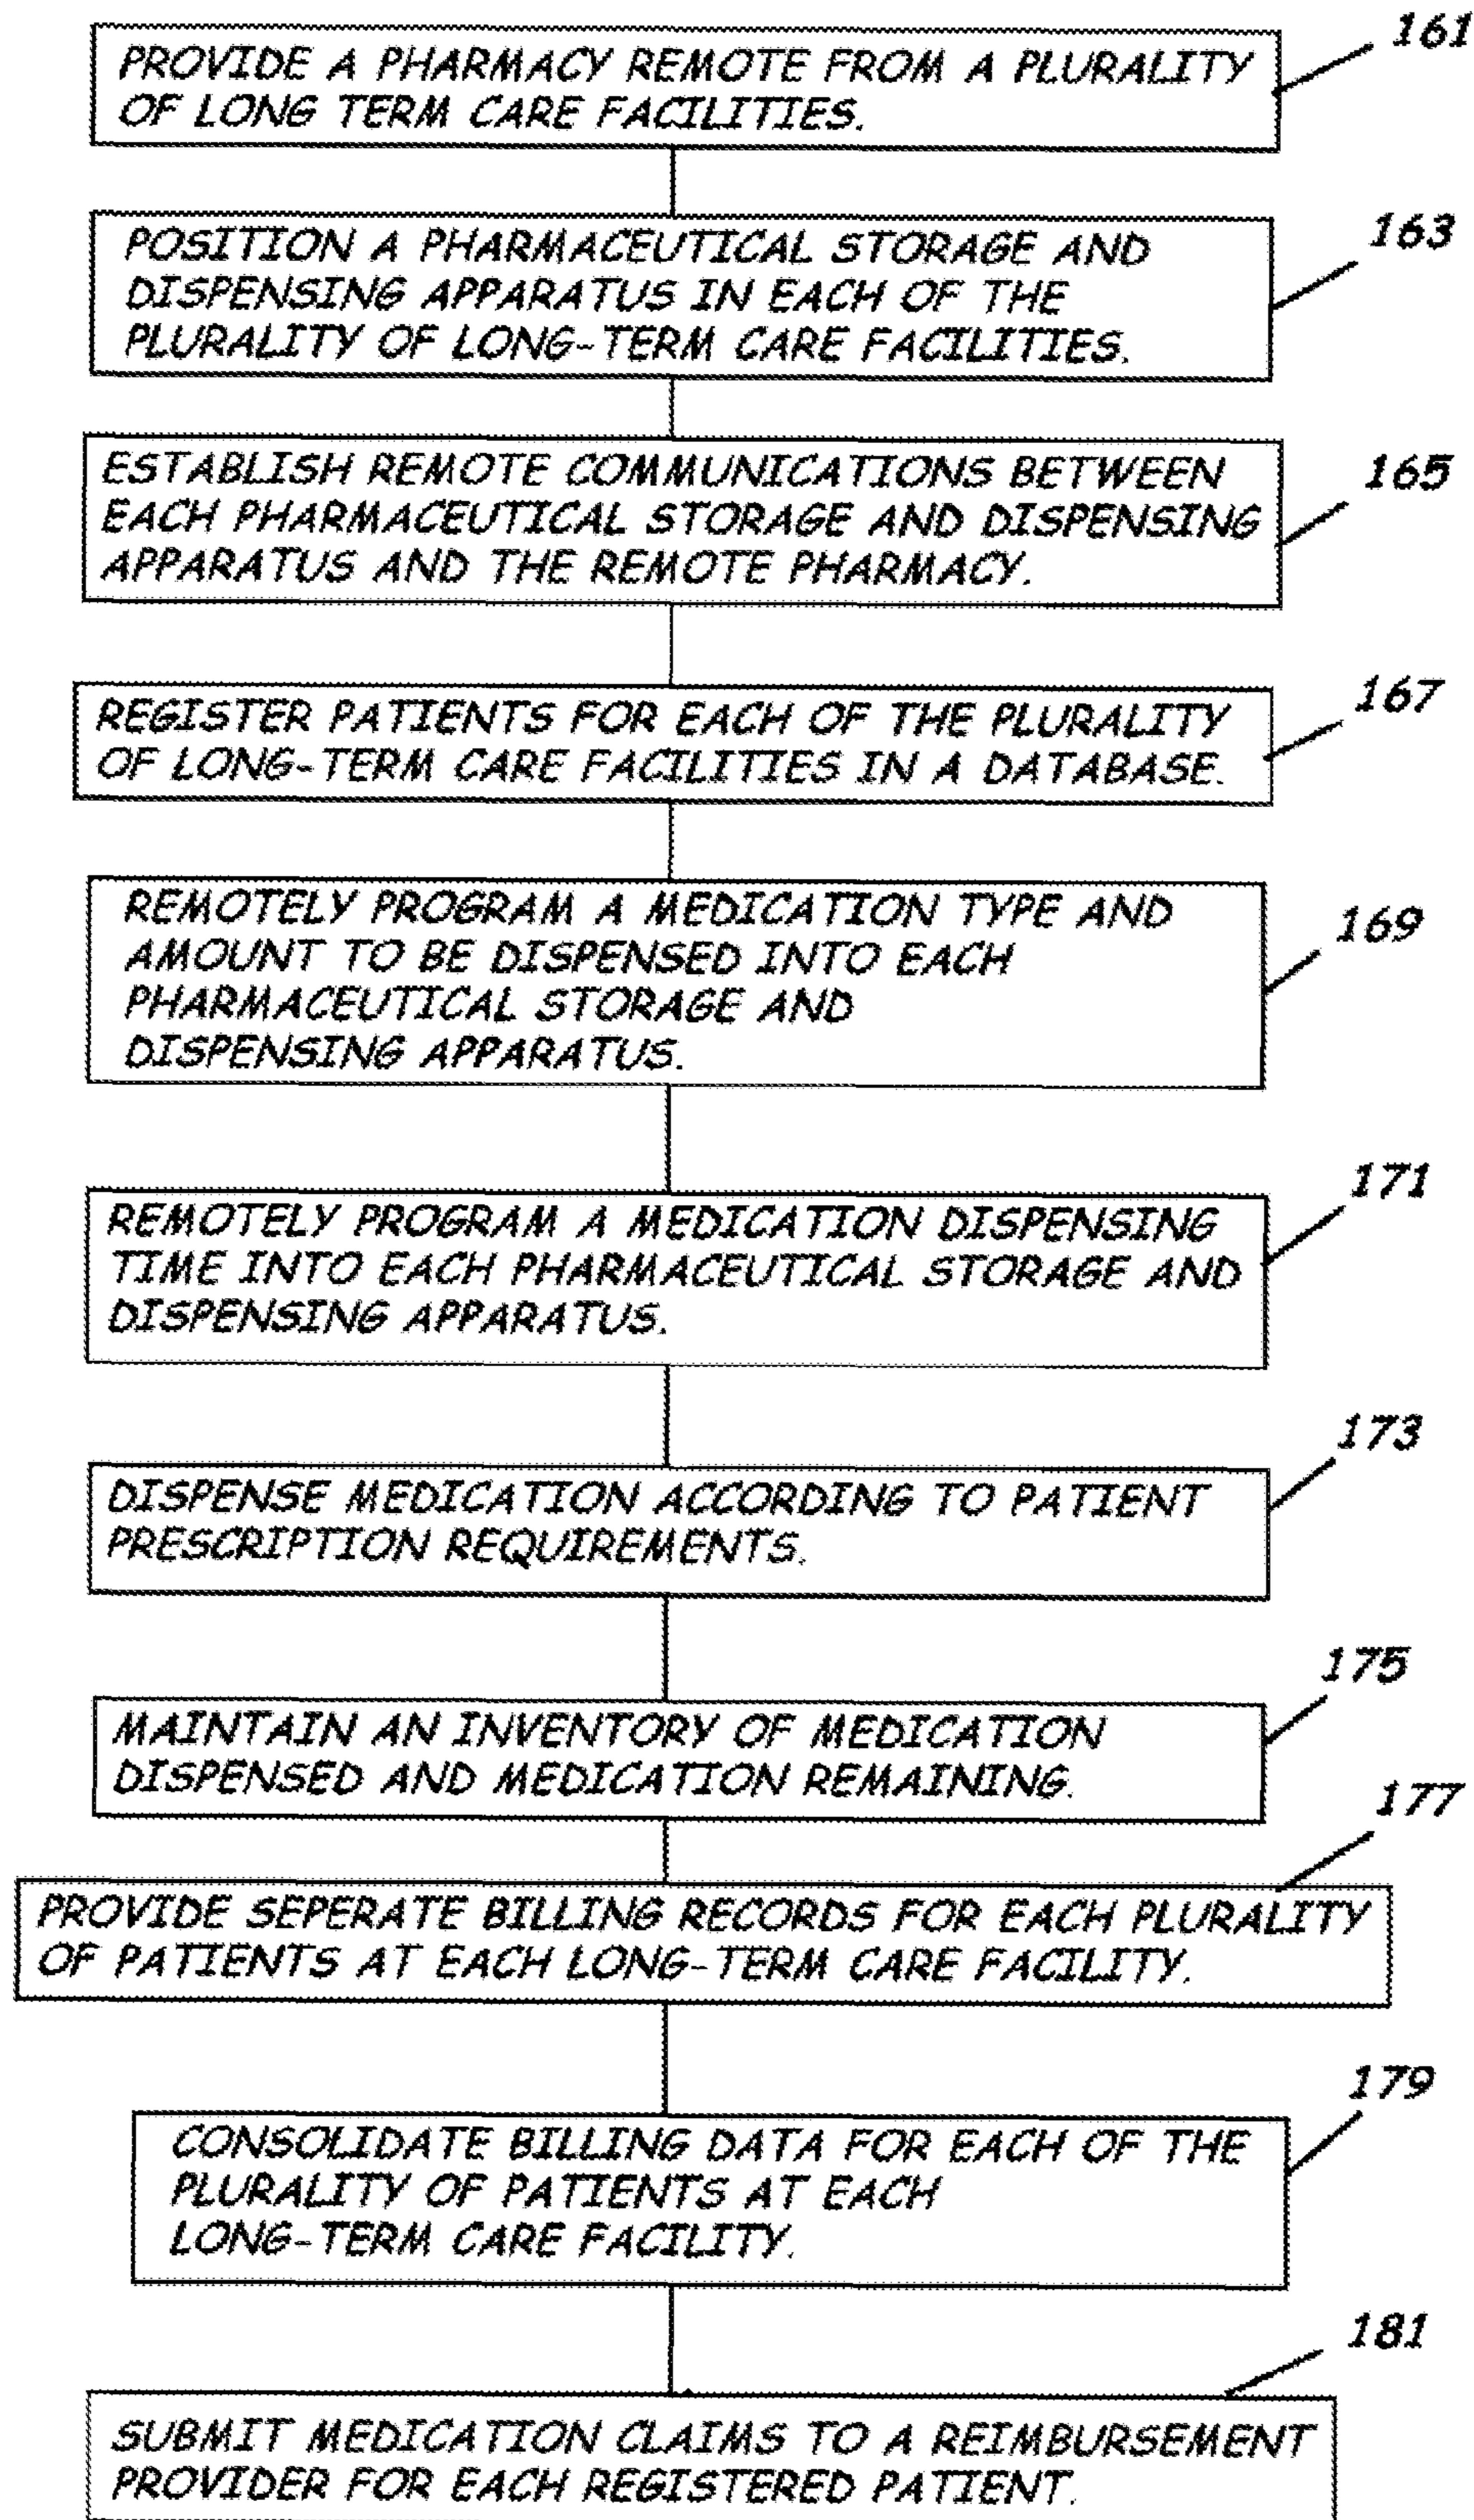 161
PROVIDE A PHARMACY REMOTE FROM A PLURALITY
OF LONG TERM CARE FACILITIES.
163
POSITION A PHARMACEUTICAL STORAGE AND
DISPENSING APPARATUS IN EACH OF THE
PLURALITY OF LONG-TERM CARE FACILITIES.
165
ESTABLISH REMOTE COMMUNICATIONS BETWEEN
EACH PHARMACEUTICAL STORAGE AND DISPENSING
APPARATUS AND THE REMOTE PHARMACY.
167
REGISTER PATIENTS FOR EACH OF THE PLURALITY
OF LONG-TERM CARE FACILITIES IN A DATABASE.
169
REMOTELY PROGRAM A MEDICATION TYPE AND
AMOUNT TO BE DISPENSED INTO EACH
PHARMACEUTICAL STORAGE AND
DISPENSING APPARATUS.
171
REMOTELY PROGRAM A MEDICATION DISPENSING
TIME INTO EACH PHARMACEUTICAL STORAGE AND
DISPENSING APPARATUS.
173
DISPENSE MEDICATION ACCORDING TO PATIENT
PRESCRIPTION REQUIREMENTS.
175
MAINTAIN AN INVENTORY OF MEDICATION
DISPENSED AND MEDICATION REMAINING.
177
PROVIDE SEPERATE BILLING RECORDS FOR EACH PLURALITY
OF PATIENTS AT EACH LONG-TERM CARE FACILITY.
179
CONSOLIDATE BILLING DATA FOR EACH OF THE
PLURALITY OF PATIENTS AT EACH
LONG-TERM CARE FACILITY.
181
SUBMIT MEDICATION CLAIMS TO A REIMBURSEMENT
PROVIDER FOR EACH REGISTERED PATIENT.